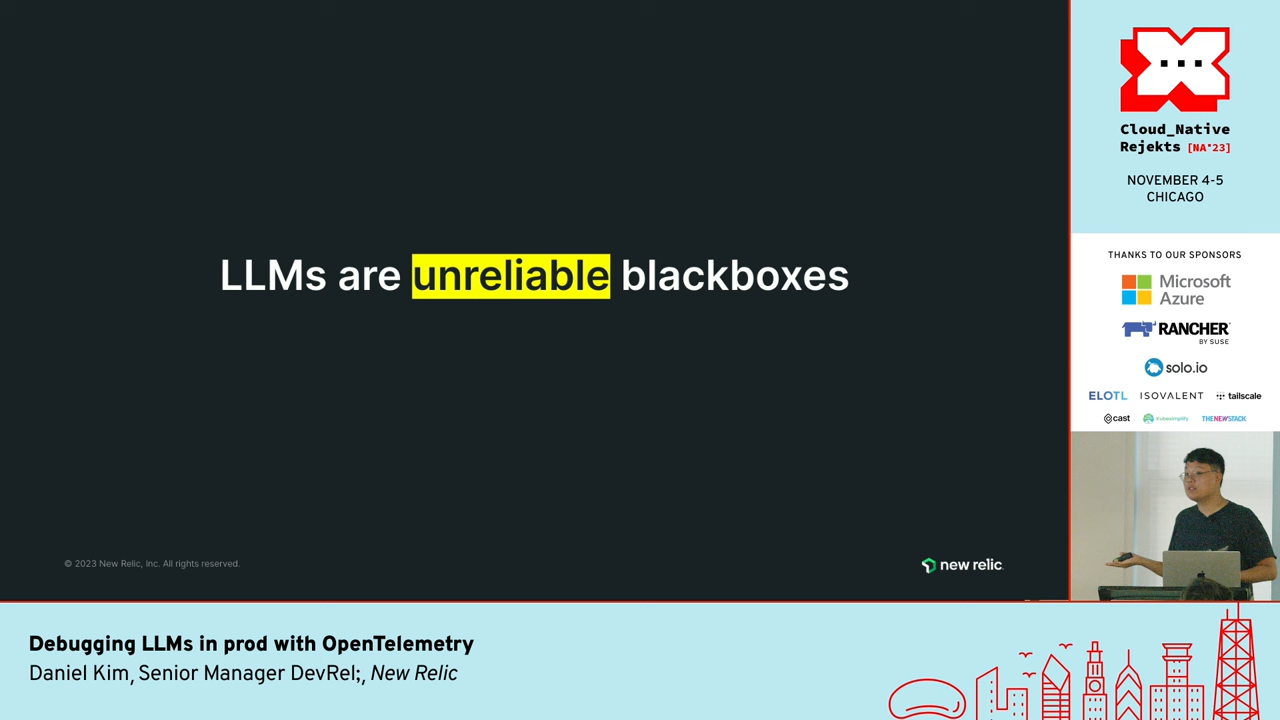 LLMs are unreliable blackboxes
© 2023 New Relic, Inc. All rights reserved.
new relic
Cloud_Native
Rejekts [NA'23]
NOVEMBER 4-5
CHICAGO
THANKS TO OUR SPONSORS
Microsoft
Azure
RANCHER
BY SUSE
solo.io
ELOTL ISOVALENT tailscale
cast Kubesimplify THENEWSTACK
Debugging LLMs in prod with OpenTelemetry
Daniel Kim, Senior Manager DevRel;, New Relic